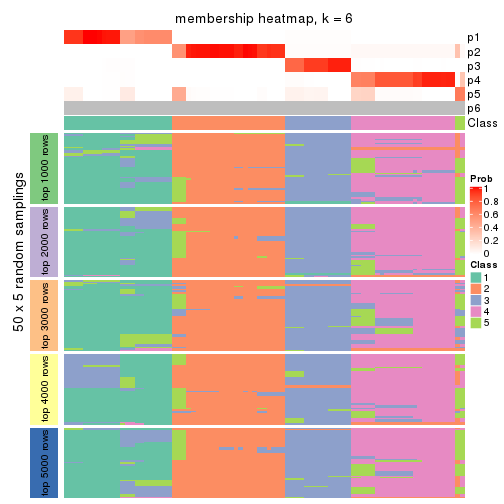 membership heatmap, k = 6
p1
p2
p3
p4
p5
p6
Class
50 x 5 random samplings
top 1000 rows
top 2000 rows
top 3000 rows
top 4000 rows
top 5000 rows
Prob
1
0.8
0.6
0.4
0.2
0
Class
1
2
3
4
5